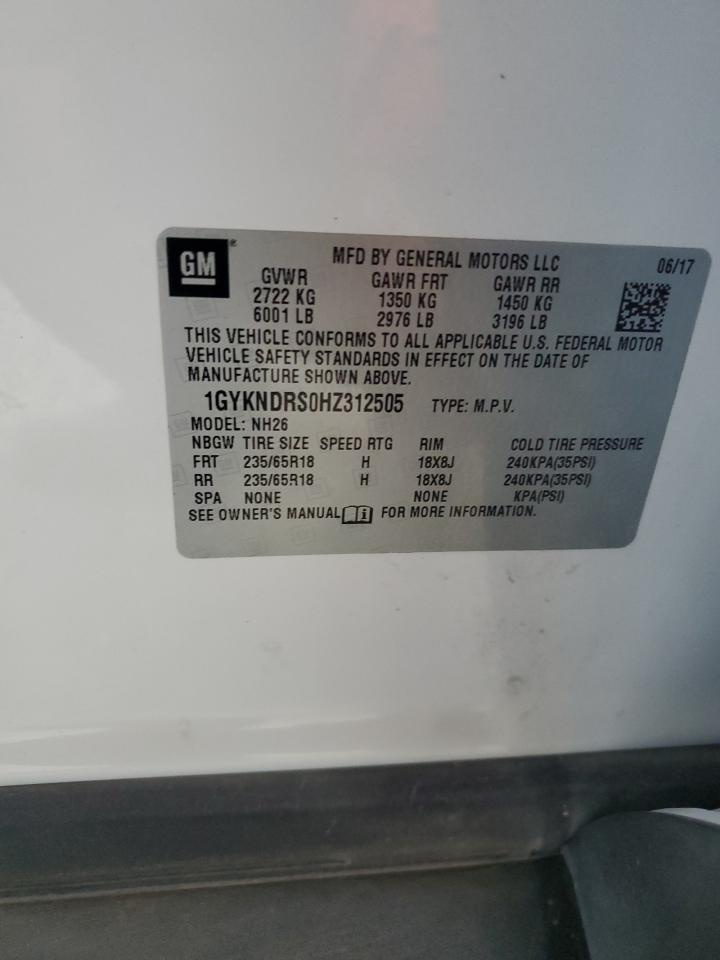 GM®
MFD BY GENERAL MOTORS LLC 06/17
GVWR GAWR FRT GAWR RR
2722 KG 1350 KG 1450 KG
6001 LB 2976 LB 3196 LB
THIS VEHICLE CONFORMS TO ALL APPLICABLE U.S. FEDERAL MOTOR
VEHICLE SAFETY STANDARDS IN EFFECT ON THE DATE OF
MANUFACTURE SHOWN ABOVE.
1GYKNDRS0HZ312505 TYPE: M.P.V.
MODEL: NH26
NBGW TIRE SIZE SPEED RTG RIM COLD TIRE PRESSURE
FRT 235/65R18 H 18X8J 240KPA(35PSI)
RR 235/65R18 H 18X8J 240KPA(35PSI)
SPA NONE NONE KPA(PSI)
SEE OWNER'S MANUAL i FOR MORE INFORMATION.